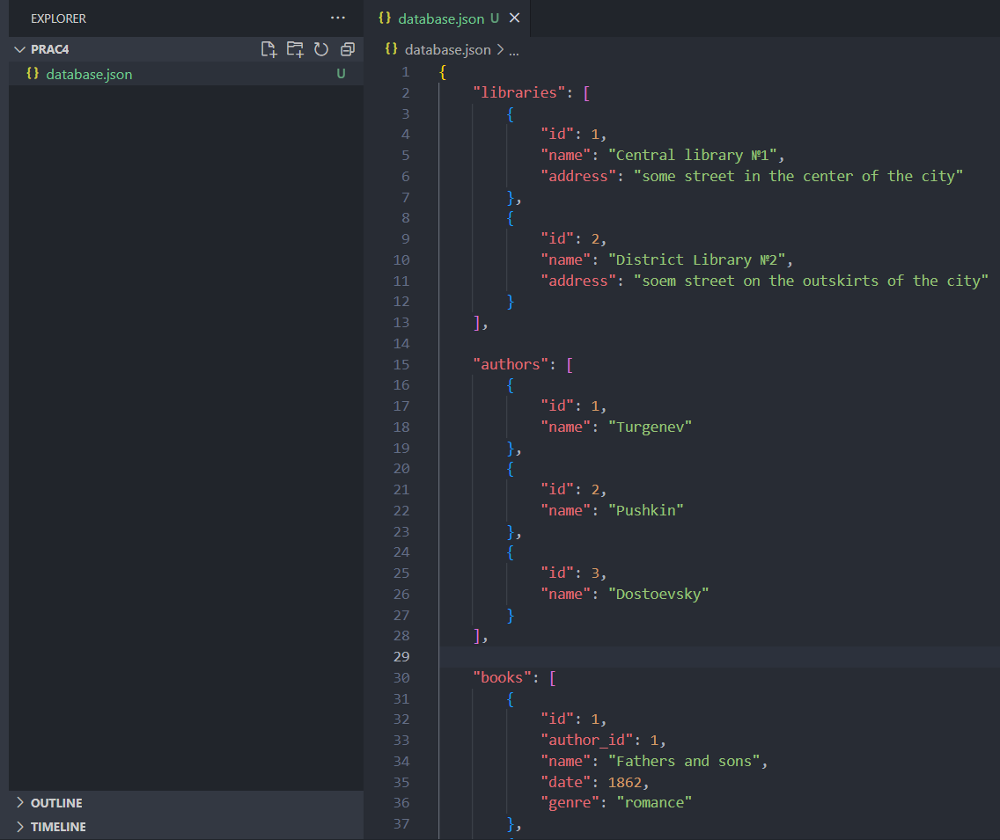 EXPLORER
PRAC4
database.json U
OUTLINE
TIMELINE
{} database.json U
{} database.json > ...
1 {
2 "libraries": [
3 {
4 "id": 1,
5 "name": "Central library №1",
6 "address": "some street in the center of the city"
7 },
8 {
9 "id": 2,
10 "name": "District Library №2",
11 "address": "soem street on the outskirts of the city"
12 }
13 ],
14
15 "authors": [
16 {
17 "id": 1,
18 "name": "Turgenev"
19 },
20 {
21 "id": 2,
22 "name": "Pushkin"
23 },
24 {
25 "id": 3,
26 "name": "Dostoevsky"
27 }
28 ],
29
30 "books": [
31 {
32 "id": 1,
33 "author_id": 1,
34 "name": "Fathers and sons",
35 "date": 1862,
36 "genre": "romance"
37 },